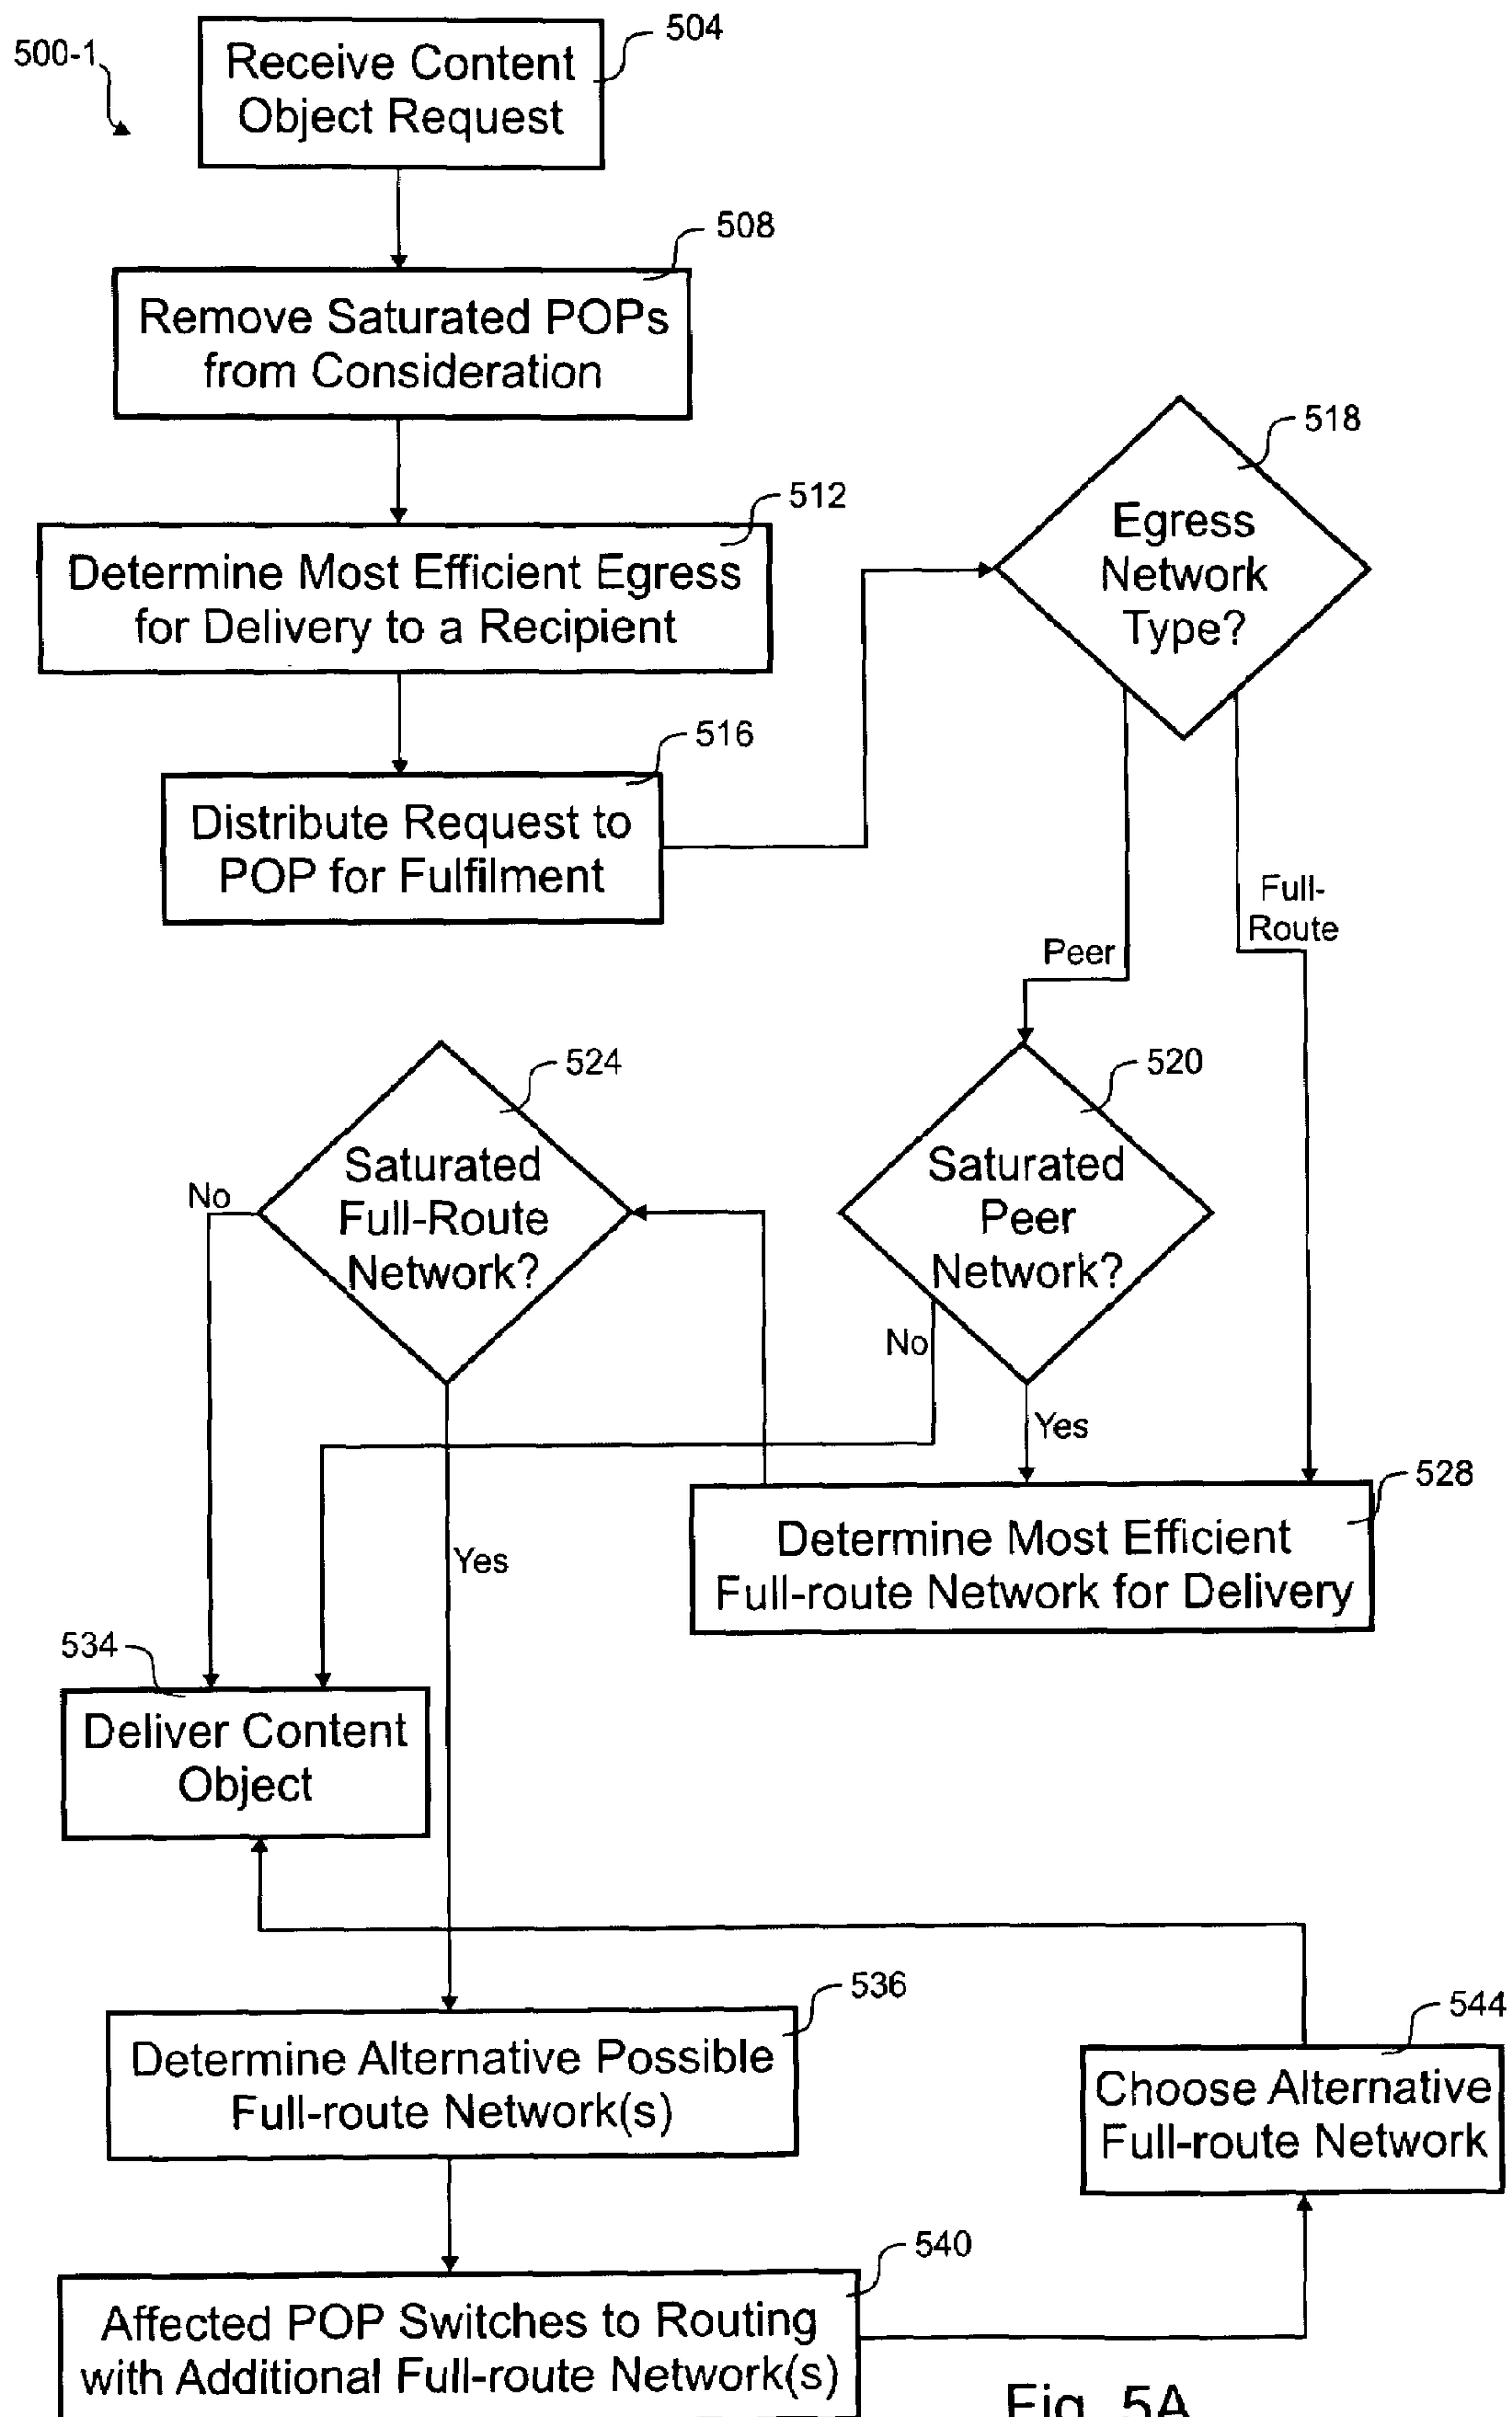 500-1
504
Receive Content
Object Request
508
Remove Saturated POPs
from Consideration
512
Determine Most Efficient Egress
for Delivery to a Recipient
516
Distribute Request to
POP for Fulfilment
518
Egress
Network
Type?
Peer
Full-
Route
520
Saturated
Peer
Network?
No
Yes
524
Saturated
Full-Route
Network?
No
Yes
528
Determine Most Efficient
Full-route Network for Delivery
534
Deliver Content
Object
536
Determine Alternative Possible
Full-route Network(s)
540
Affected POP Switches to Routing
with Additional Full-route Network(s)
544
Choose Alternative
Full-route Network
Fig. 5A